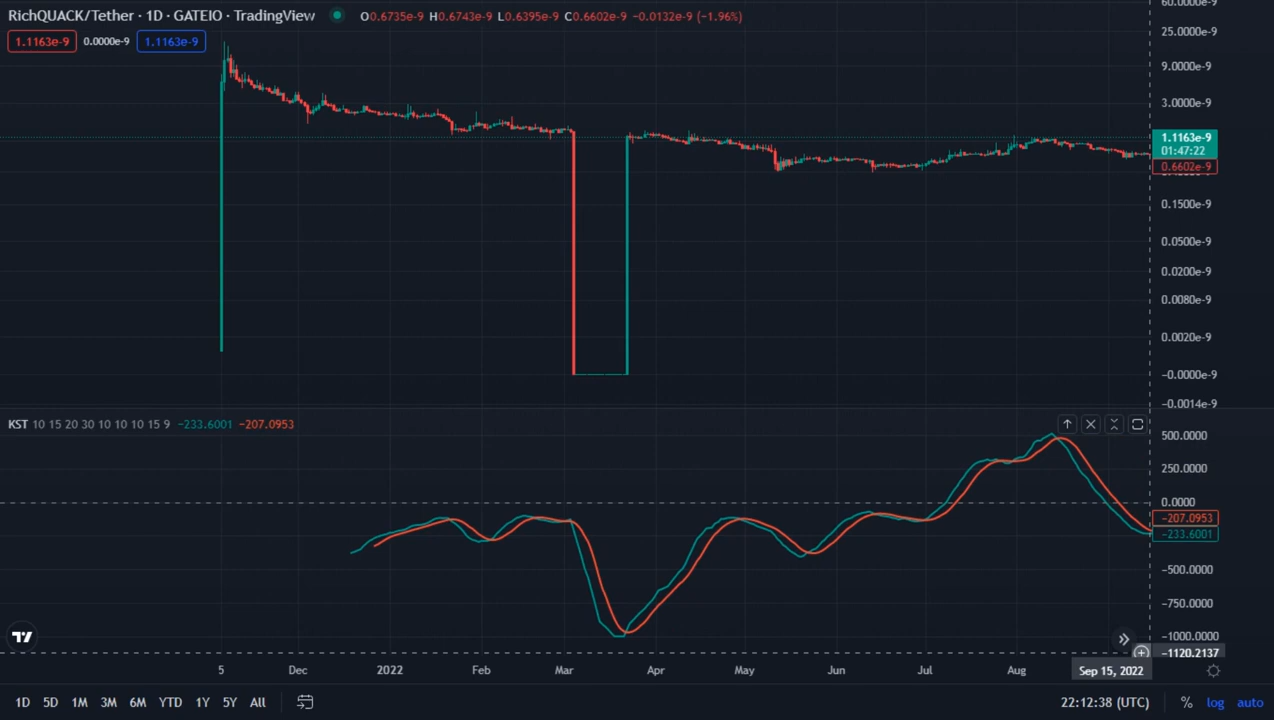 RichQUACK/Tether · 1D · GATEIO · TradingView O0.6735e-9 H0.6743e-9 L0.6395e-9 C0.6602e-9 -0.0132e-9 (-1.96%)
1.1163e-9 0.0000e-9 1.1163e-9
25.0000e-9
9.0000e-9
3.0000e-9
1.1163e-9
01:47:22
0.6602e-9
0.1500e-9
0.0500e-9
0.0200e-9
0.0080e-9
0.0020e-9
-0.0000e-9
-0.0014e-9
KST 10 15 20 30 10 10 10 15 9 -233.6001 -207.0953
500.0000
250.0000
0.0000
-207.0953
-233.6001
-500.0000
-750.0000
-1000.0000
-1120.2137
5 Dec 2022 Feb Mar Apr May Jun Jul Aug Sep 15, 2022
1D 5D 1M 3M 6M YTD 1Y 5Y All 22:12:38 (UTC) % log auto